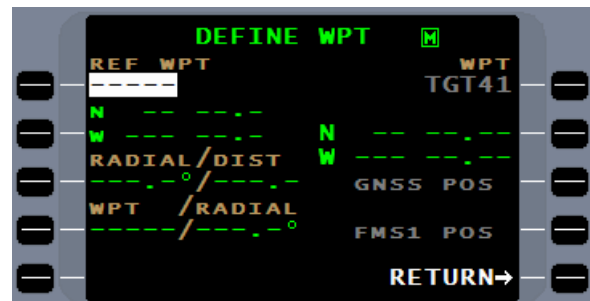 DEFINE WPT M
REF WPT WPT
----- TGT41
N -- --.-
W --- --.- N -- --.--
RADIAL/DIST W --- --.--
---.-°/---.- GNSS POS
WPT /RADIAL
-----/---.-° FMS1 POS
RETURN→